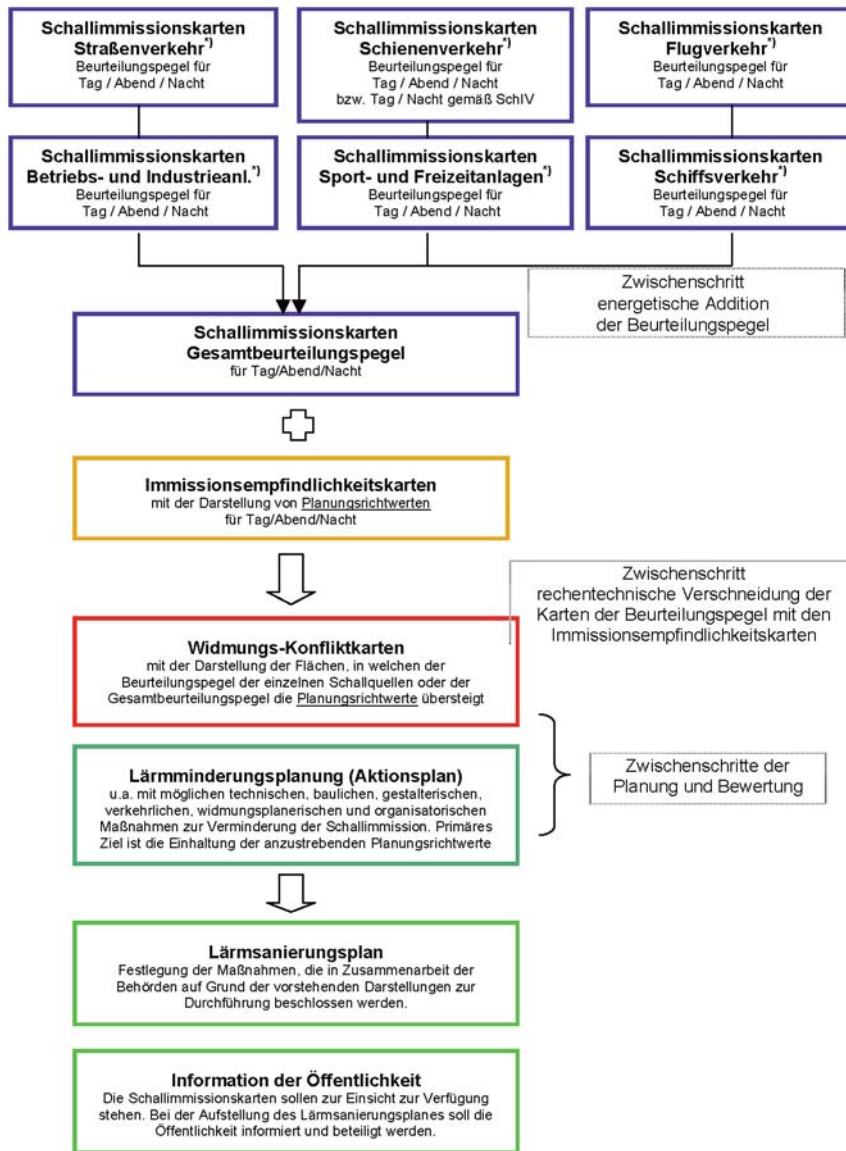 Schallimmissionskarten
Straßenverkehr*)
Beurteilungspegel für
Tag / Abend / Nacht
Schallimmissionskarten
Schienenverkehr*)
Beurteilungspegel für
Tag / Abend / Nacht
bzw. Tag / Nacht gemäß SchIV
Schallimmissionskarten
Flugverkehr*)
Beurteilungspegel für
Tag / Abend / Nacht
Schallimmissionskarten
Betriebs- und Industrieanl.*)
Beurteilungspegel für
Tag / Abend / Nacht
Schallimmissionskarten
Sport- und Freizeitanlagen*)
Beurteilungspegel für
Tag / Abend / Nacht
Schallimmissionskarten
Schiffsverkehr*)
Beurteilungspegel für
Tag / Abend / Nacht
Zwischenschritt
energetische Addition
der Beurteilungspegel
Schallimmissionskarten
Gesamtbeurteilungspegel
für Tag/Abend/Nacht
Immissionsempfindlichkeitskarten
mit der Darstellung von Planungsrichtwerten
für Tag/Abend/Nacht
Zwischenschritt
rechentechnische Verschneidung der
Karten der Beurteilungspegel mit den
Immissionsempfindlichkeitskarten
Widmungs-Konfliktkarten
mit der Darstellung der Flächen, in welchen der
Beurteilungspegel der einzelnen Schallquellen oder der
Gesamtbeurteilungspegel die Planungsrichtwerte übersteigt
Lärmminderungsplanung (Aktionsplan)
u.a. mit möglichen technischen, baulichen, gestalterischen,
verkehrlichen, widmungsplanerischen und organisatorischen
Maßnahmen zur Verminderung der Schallimmission. Primäres
Ziel ist die Einhaltung der anzustrebenden Planungsrichtwerte
Zwischenschritte der
Planung und Bewertung
Lärmsanierungsplan
Festlegung der Maßnahmen, die in Zusammenarbeit der
Behörden auf Grund der vorstehenden Darstellungen zur
Durchführung beschlossen werden.
Information der Öffentlichkeit
Die Schallimmissionskarten sollen zur Einsicht zur Verfügung
stehen. Bei der Aufstellung des Lärmsanierungsplanes soll die
Öffentlichkeit informiert und beteiligt werden.